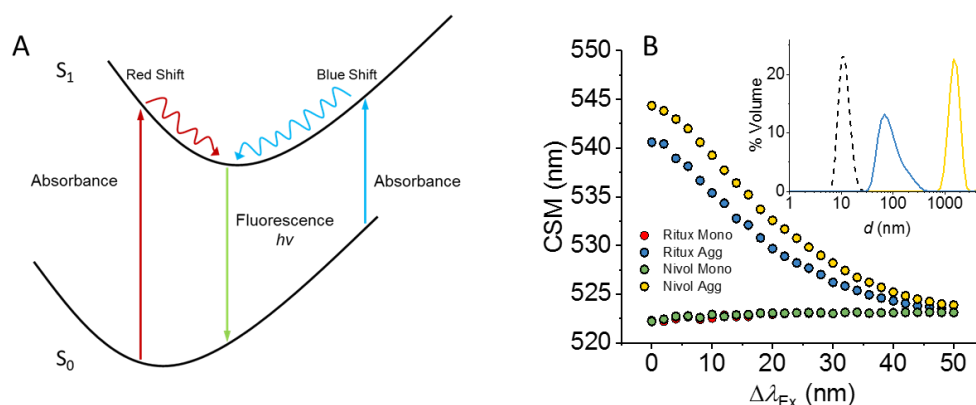 A
S1
Red Shift
Blue Shift
Absorbance
Absorbance
Fluorescence
hv
S0
B
CSM (nm)
545
540
535
530
525
520
0 10 20 30 40 50
ΔλEx (nm)
Ritux Mono
Ritux Agg
Nivol Mono
Nivol Agg
% Volume
20
10
0
1 10 100 1000
d (nm)